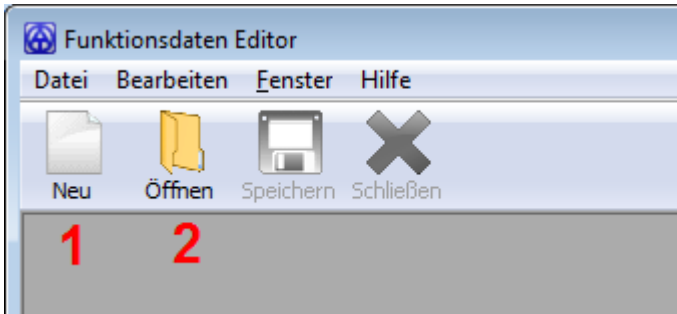 Funktionsdaten Editor
Datei Bearbeiten Fenster Hilfe
Neu Öffnen Speichern Schließen
1 2